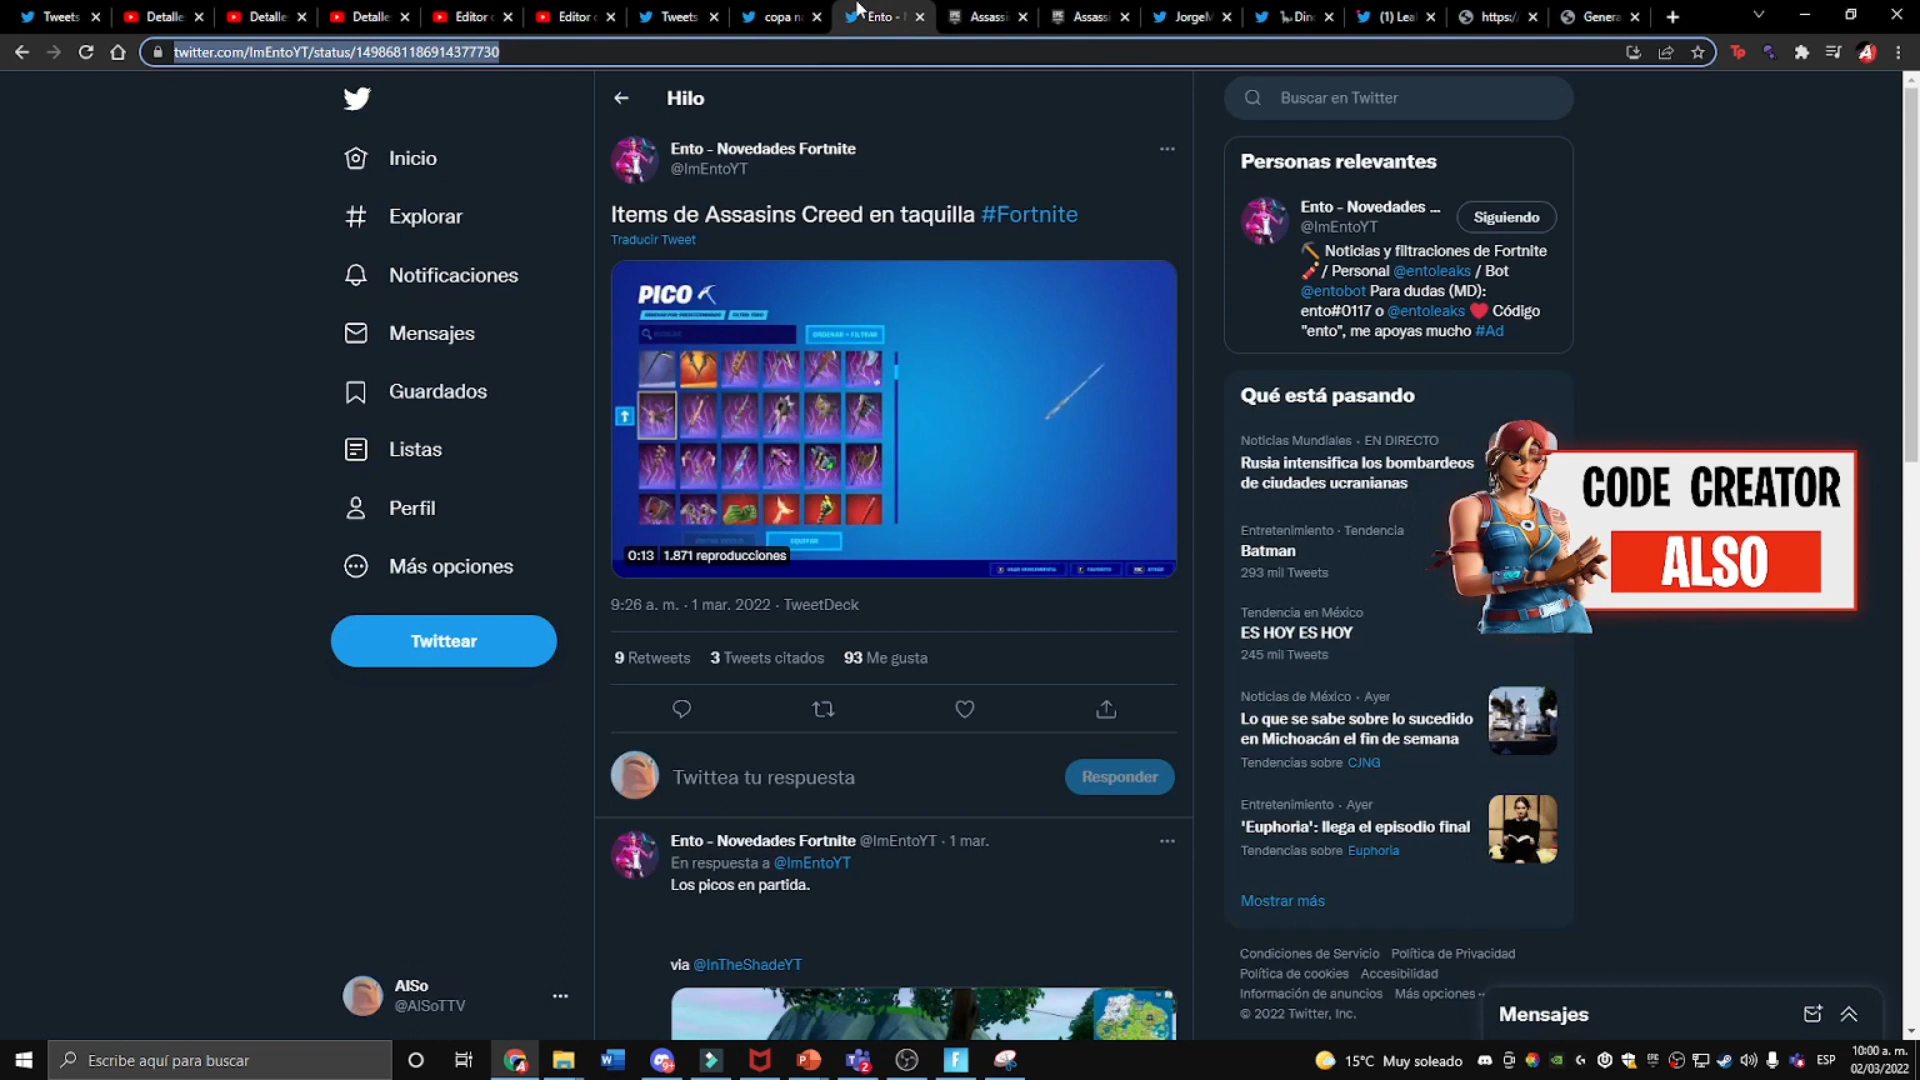 Tweets
Detalle
Detalle
Detalle
Editor
Editor
Tweets
copa n
Ento -
Assassi
Assassi
JorgeM
Dino
(1) Leal
https:/
Genera
twitter.com/ImEntoYT/status/1498681186914377730
Inicio
Explorar
Notificaciones
Mensajes
Guardados
Listas
Perfil
Más opciones
Twittear
AlSo
@AlSoTTV
Hilo
Ento - Novedades Fortnite
@ImEntoYT
Items de Assasins Creed en taquilla #Fortnite
Traducir Tweet
PICO
ORDENAR + FILTRAR
EQUIPAR
0:13 1.871 reproducciones
9:26 a. m. · 1 mar. 2022 · TweetDeck
9 Retweets 3 Tweets citados 93 Me gusta
Twittea tu respuesta
Responder
Ento - Novedades Fortnite @ImEntoYT · 1 mar.
En respuesta a @ImEntoYT
Los picos en partida.
via @InTheShadeYT
Buscar en Twitter
Personas relevantes
Ento - Novedades ...
@ImEntoYT
Siguiendo
Noticias y filtraciones de Fortnite
/ Personal @entoleaks / Bot
@entobot Para dudas (MD):
ento#0117 o @entoleaks ❤️ Código
"ento", me apoyas mucho #Ad
Qué está pasando
Noticias Mundiales · EN DIRECTO
Rusia intensifica los bombardeos
de ciudades ucranianas
Entretenimiento · Tendencia
Batman
293 mil Tweets
Tendencia en México
ES HOY ES HOY
245 mil Tweets
Noticias de México · Ayer
Lo que se sabe sobre lo sucedido
en Michoacán el fin de semana
Tendencias sobre CJNG
Entretenimiento · Ayer
'Euphoria': llega el episodio final
Tendencias sobre Euphoria
Mostrar más
Condiciones de Servicio Política de Privacidad
Política de cookies Accesibilidad
Información de anuncios Más opciones ··
© 2022 Twitter, Inc.
CODE CREATOR
ALSO
Mensajes
Escribe aquí para buscar
15°C Muy soleado
ESP
10:00 a. m.
02/03/2022